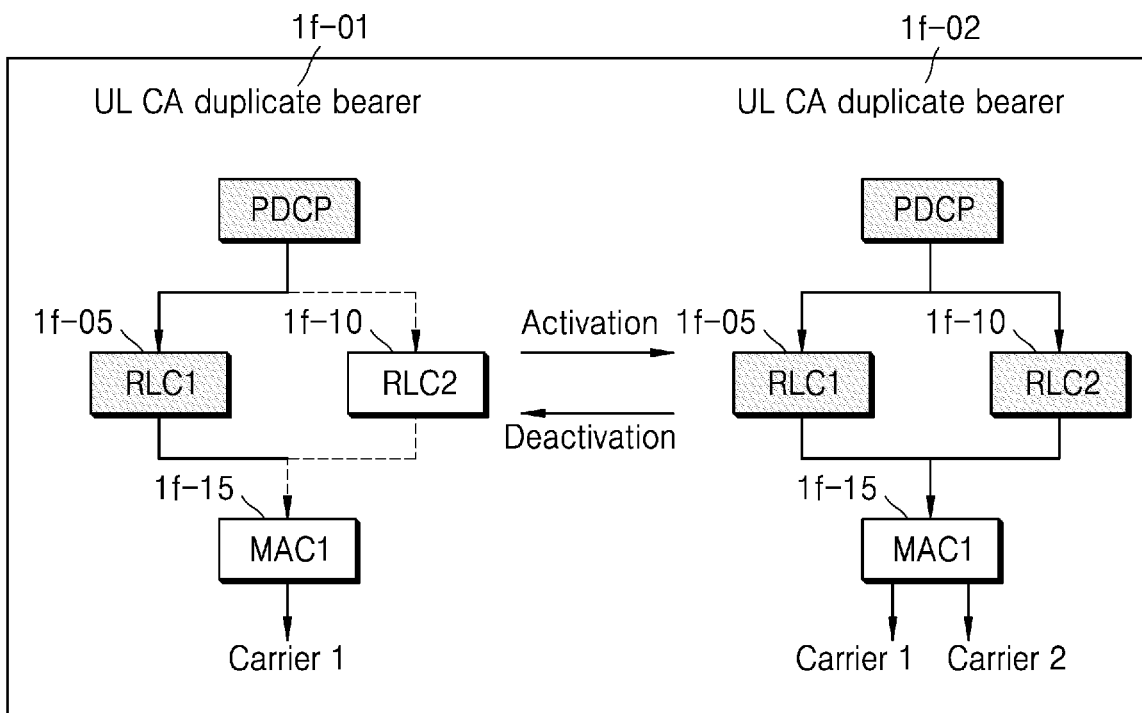 1f-01
1f-02
UL CA duplicate bearer
UL CA duplicate bearer
PDCP
PDCP
1f-05
1f-10
Activation
1f-05
1f-10
RLC1
RLC2
RLC1
RLC2
Deactivation
1f-15
1f-15
MAC1
MAC1
Carrier 1
Carrier 1
Carrier 2